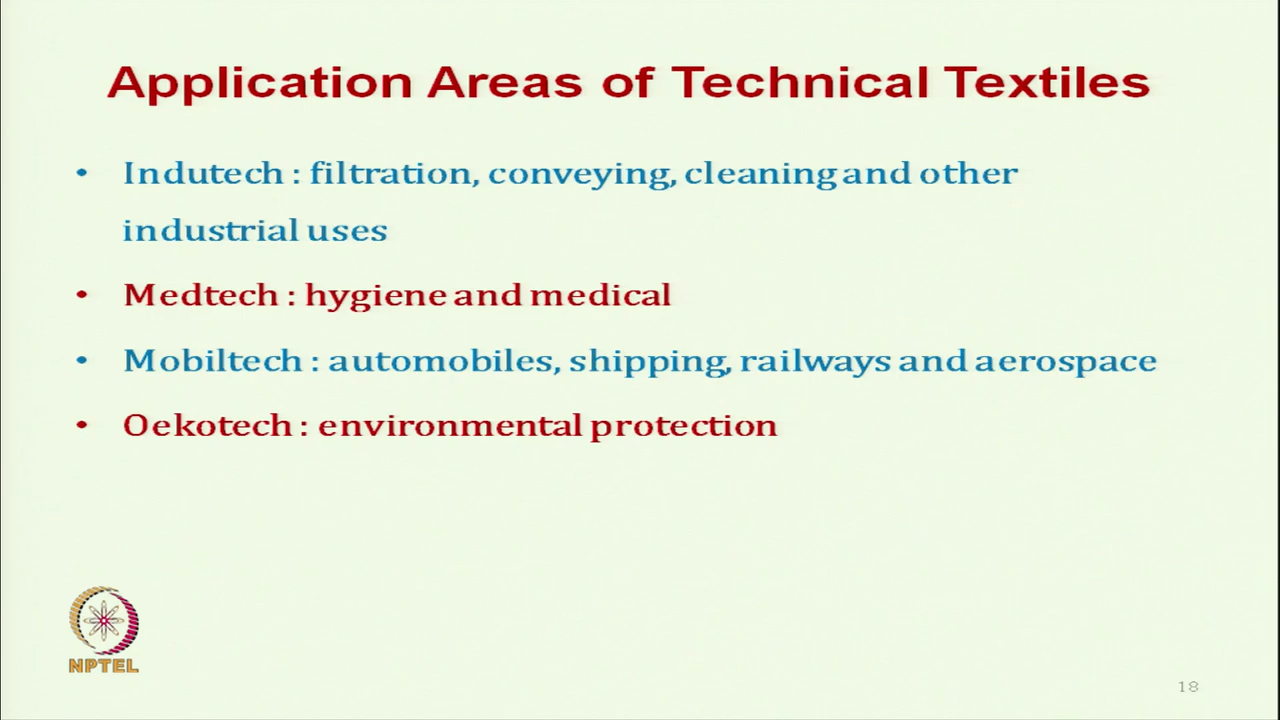 Application Areas of Technical Textiles
• Indutech : filtration, conveying, cleaning and other
industrial uses
• Medtech : hygiene and medical
• Mobiltech : automobiles, shipping, railways and aerospace
• Oekotech : environmental protection
NPTEL
18